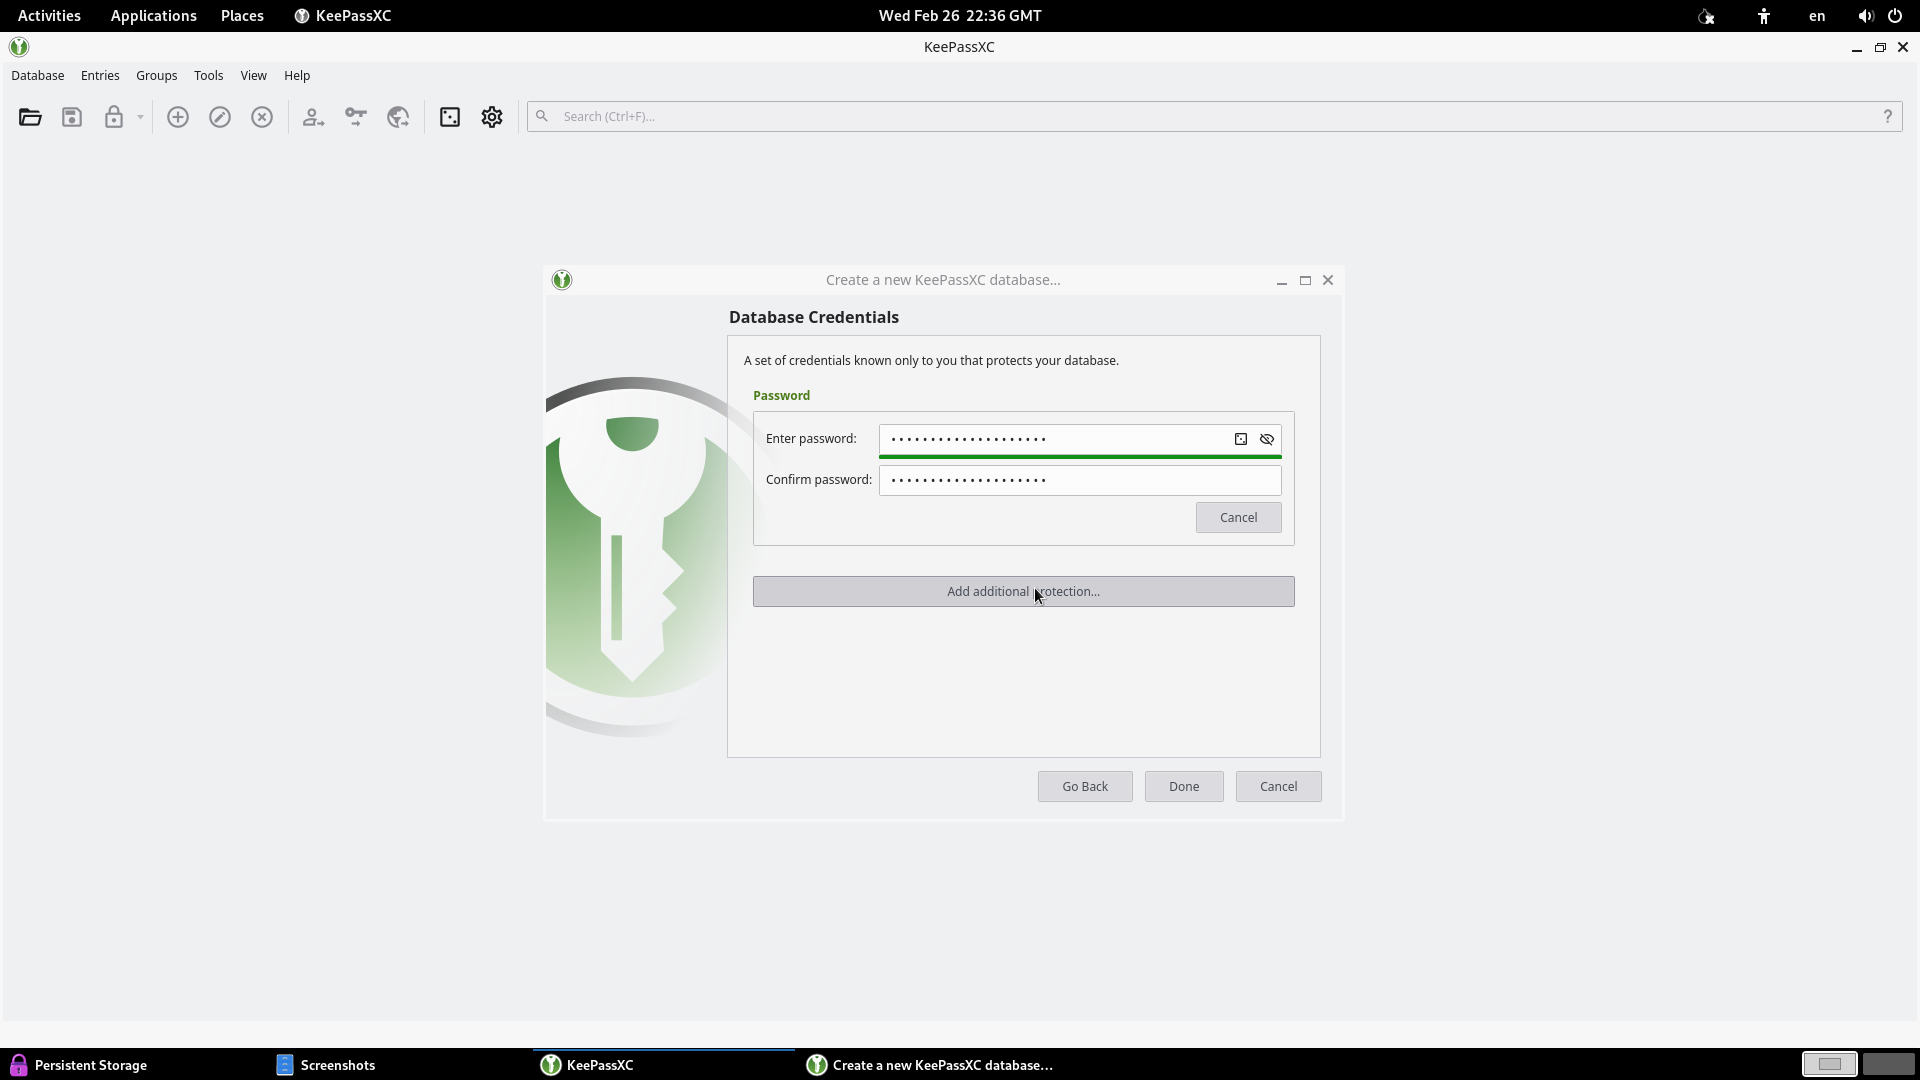 Activities Applications Places KeePassXC Wed Feb 26 22:36 GMT en
KeePassXC
Database Entries Groups Tools View Help
Search (Ctrl+F)... ?
Create a new KeePassXC database...
Database Credentials
A set of credentials known only to you that protects your database.
Password
Enter password: ••••••••••••••••••••
Confirm password: ••••••••••••••••••••
Cancel
Add additional protection...
Go Back Done Cancel
Persistent Storage Screenshots KeePassXC Create a new KeePassXC database...